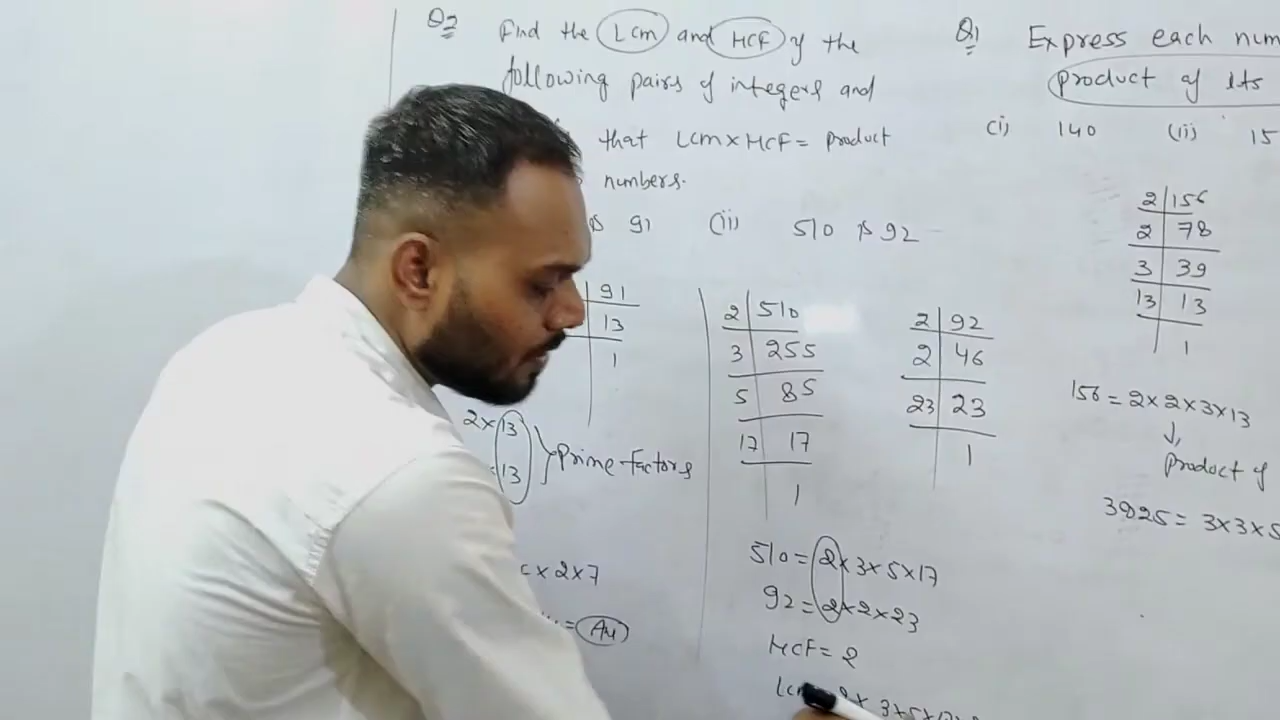 Q2 Find the LCM and HCF of the
following pairs of integers and
that LCM×HCF= Product
numbers.
& 91 (ii) 510 & 92
91
13
1
2×13
13
Prime Factors
×2×7
= Au
2 | 510
3 | 255
5 | 85
17 | 17
1
2 | 92
2 | 46
23 | 23
1
510 = 2×3×5×17
92 = 2×2×23
HCF = 2
Q1 Express each num
product of its
(i) 140 (ii) 15
2 | 156
2 | 78
3 | 39
13 | 13
1
156 = 2×2×3×13
↓
product of
3825 = 3×3×5